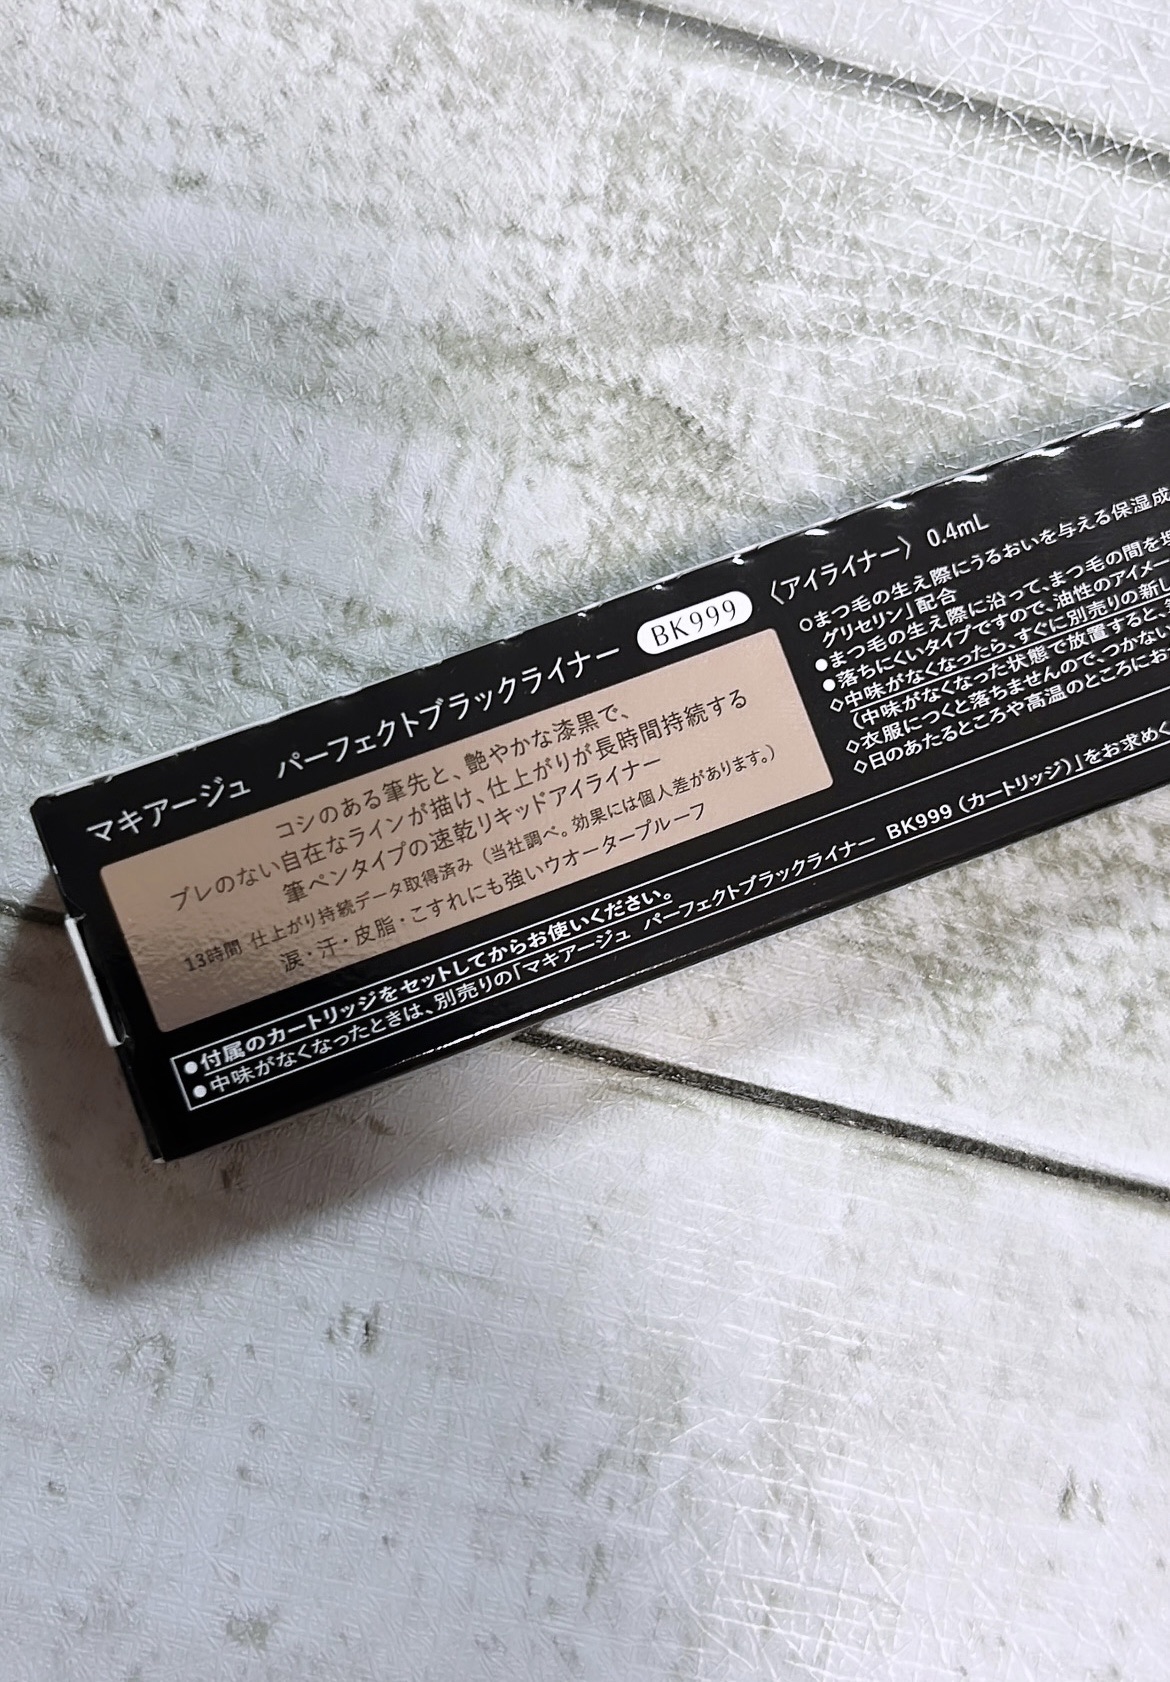 マキアージュ　パーフェクトブラックライナー BK999 〈アイライナー〉 0.4mL
コシのある筆先と、艶やかな漆黒で、
ブレのない自在なラインが描け、仕上がりが長時間持続する
筆ペンタイプの速乾リキッドアイライナー
13時間 仕上がり持続データ取得済み（当社調べ。効果には個人差があります。）
涙・汗・皮脂・こすれにも強いウオータープルーフ
○まつ毛の生え際にうるおいを与える保湿成
グリセリン」配合
●まつ毛の生え際に沿って、まつ毛の間を埋
●落ちにくいタイプですので、油性のアイメー
◇中味がなくなったら、すぐに別売りの新し
（中味がなくなった状態で放置すると、
◇衣服につくと落ちませんので、つかない
◇日のあたるところや高温のところにお
●付属のカートリッジをセットしてからお使いください。
●中味がなくなったときは、別売りの「マキアージュ　パーフェクトブラックライナー BK999（カートリッジ）」をお求めく